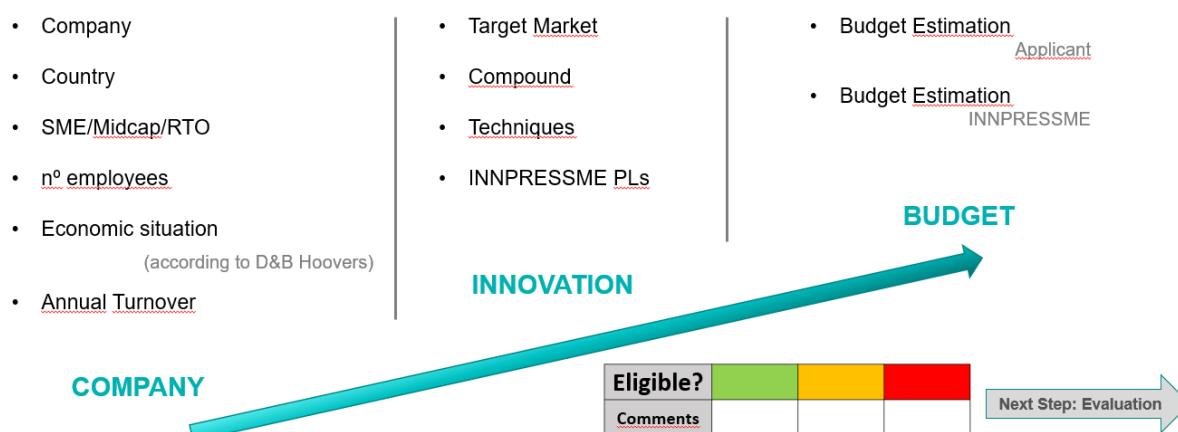 • Company
• Country
• SME/Midcap/RTO
• nº employees
• Economic situation
(according to D&B Hoovers)
• Annual Turnover
COMPANY
• Target Market
• Compound
• Techniques
• INNPRESSME PLs
INNOVATION
• Budget Estimation
Applicant
• Budget Estimation
INNPRESSME
BUDGET
Eligible?
Comments
Next Step: Evaluation